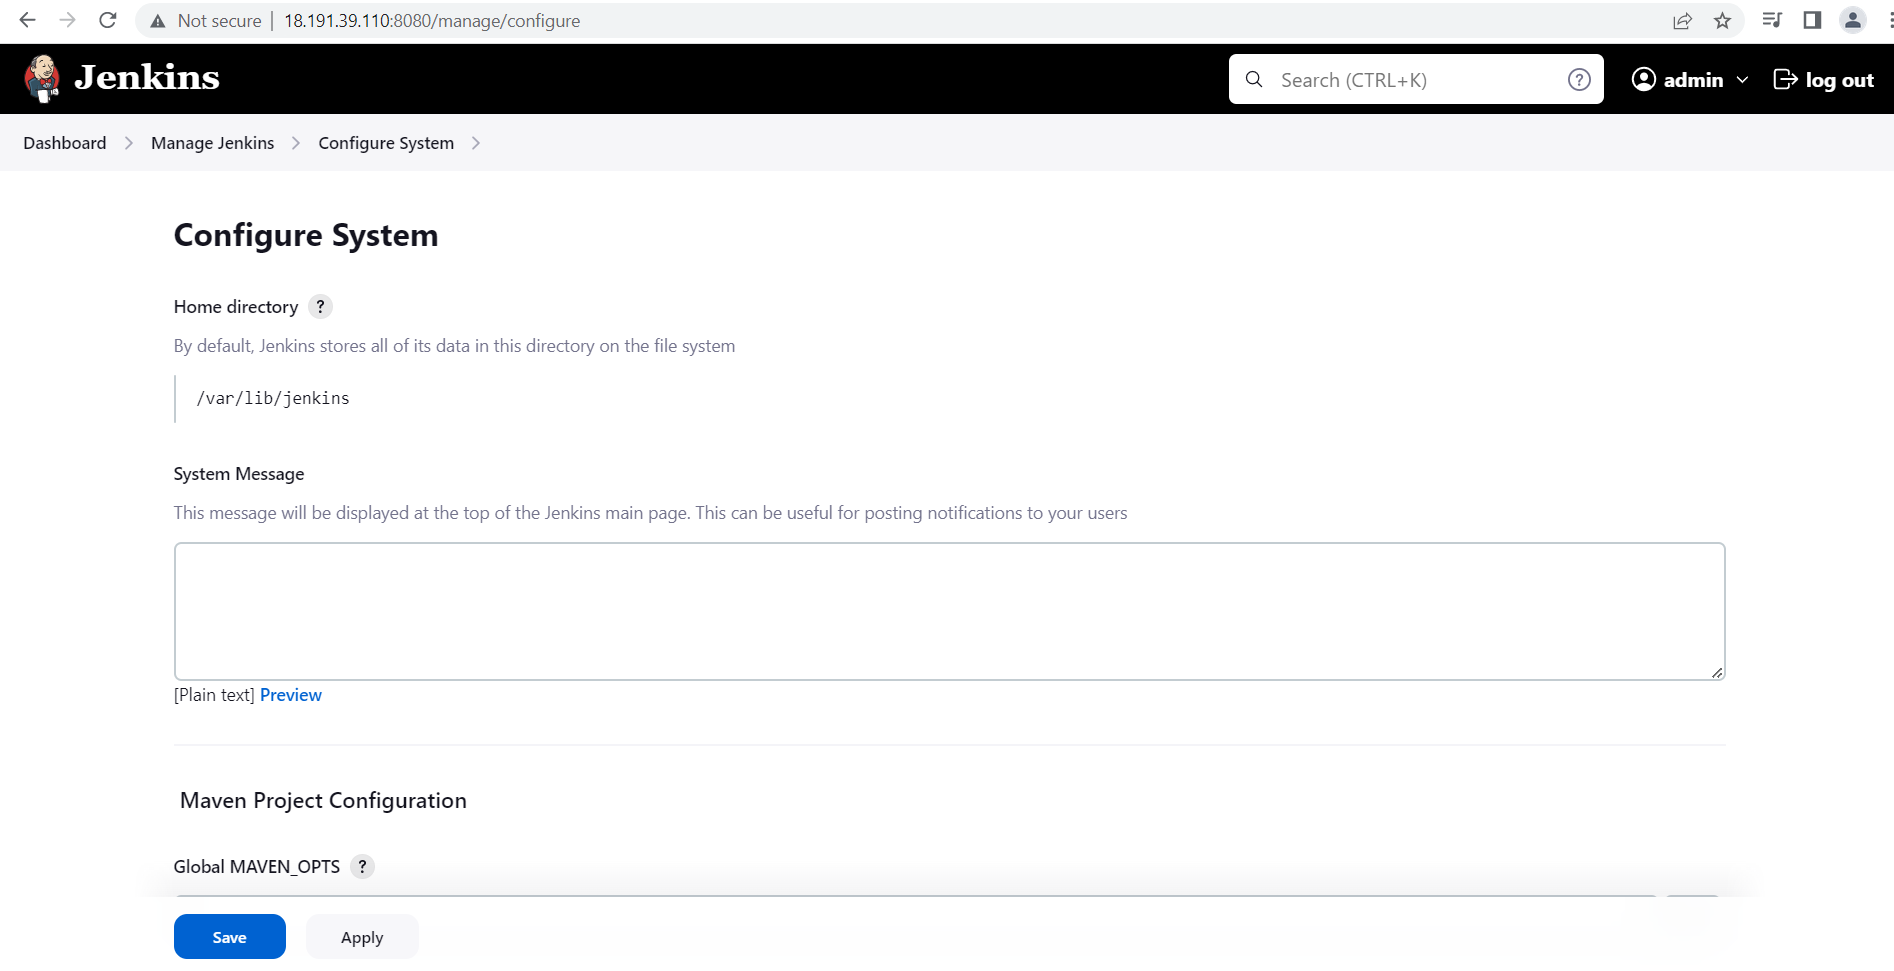 Not secure | 18.191.39.110:8080/manage/configure
Jenkins
Search (CTRL+K) ?
admin
log out
Dashboard
Manage Jenkins
Configure System
Configure System
Home directory ?
By default, Jenkins stores all of its data in this directory on the file system
/var/lib/jenkins
System Message
This message will be displayed at the top of the Jenkins main page. This can be useful for posting notifications to your users
[Plain text] Preview
Maven Project Configuration
Global MAVEN_OPTS ?
Save
Apply